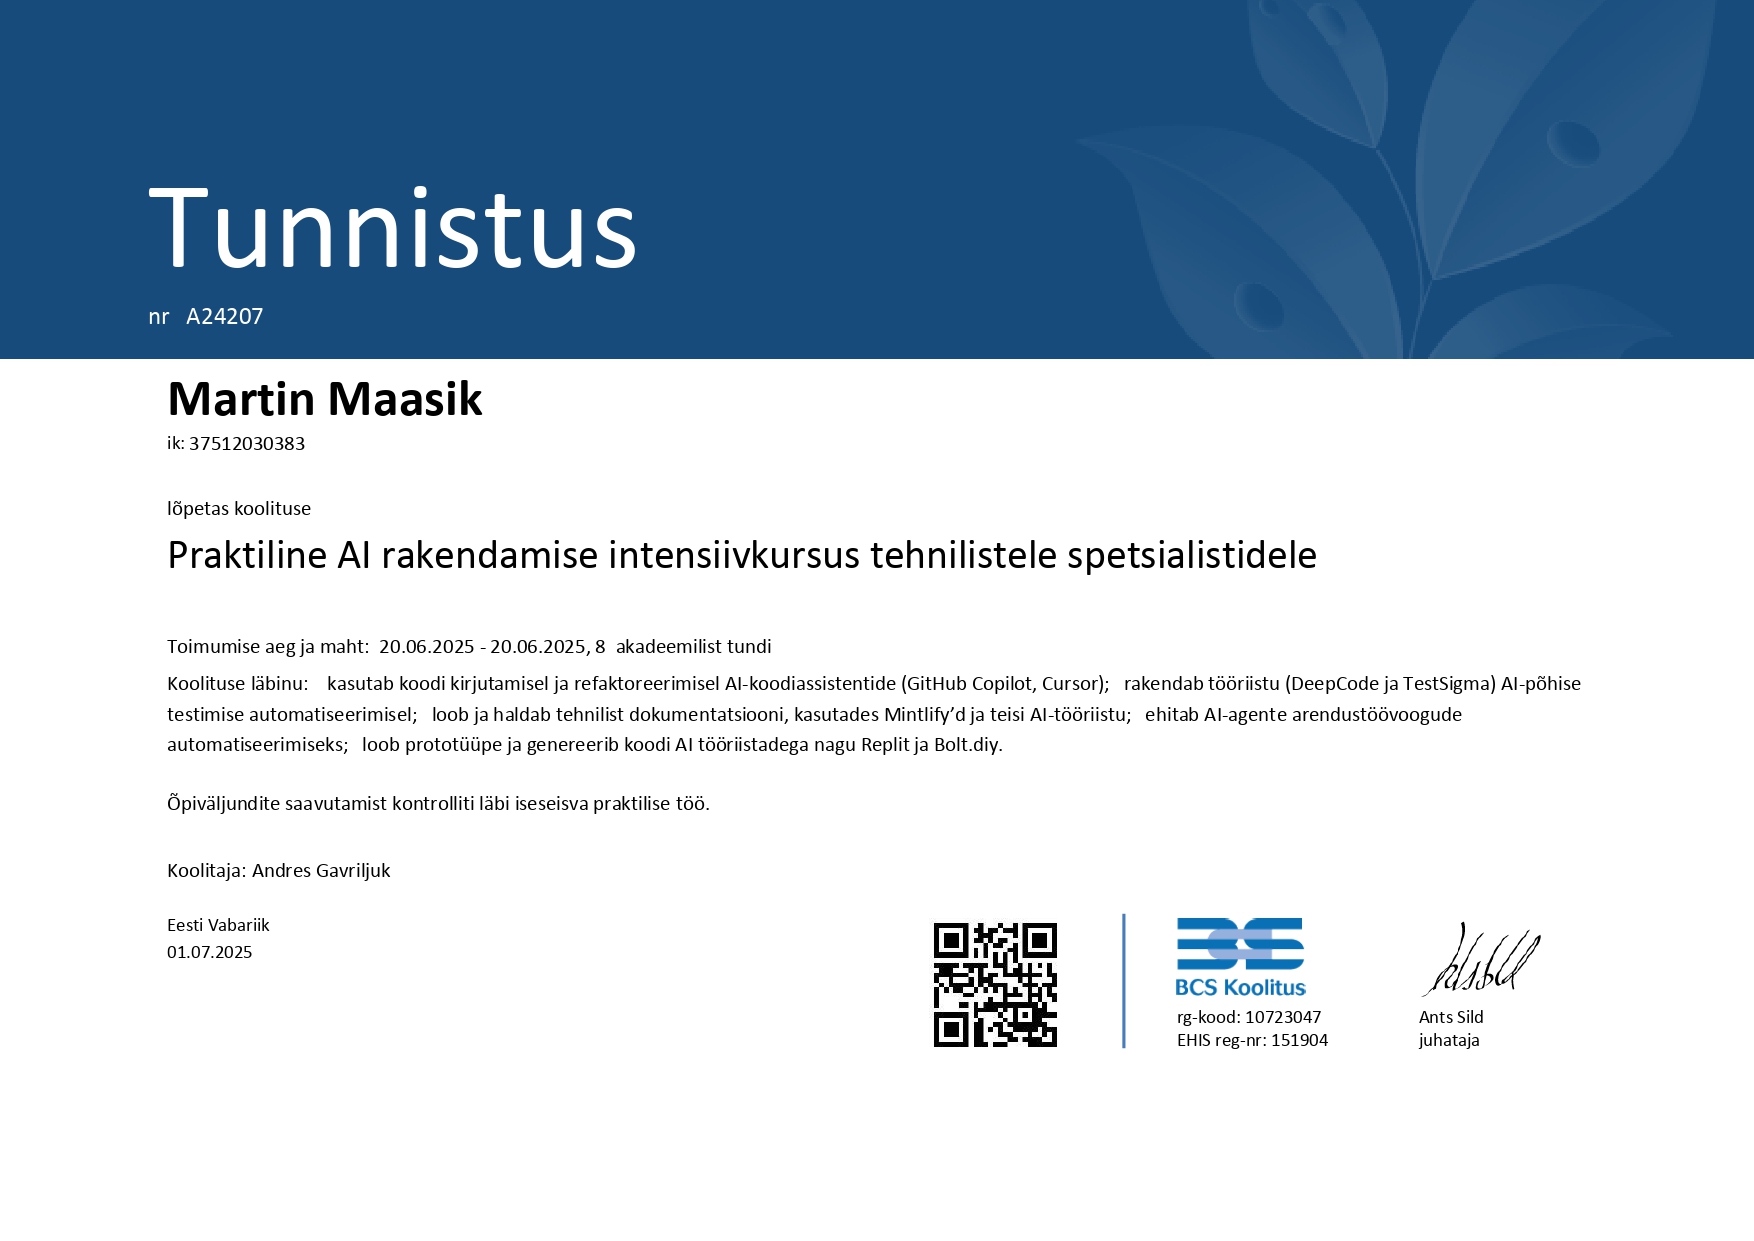 Tunnistus
nr A24207
Martin Maasik
ik: 37512030383
lõpetas koolituse
Praktiline AI rakendamise intensiivkursus tehnilistele spetsialistidele
Toimumise aeg ja maht: 20.06.2025 - 20.06.2025, 8 akadeemilist tundi
Koolituse läbinu: kasutab koodi kirjutamisel ja refaktoreerimisel AI-koodiassistentide (GitHub Copilot, Cursor); rakendab tööriistu (DeepCode ja TestSigma) AI-põhise
testimise automatiseerimisel; loob ja haldab tehnilist dokumentatsiooni, kasutades Mintlify’d ja teisi AI-tööriistu; ehitab AI-agente arendustöövoogude
automatiseerimiseks; loob prototüüpe ja genereerib koodi AI tööriistadega nagu Replit ja Bolt.diy.
Õpiväljundite saavutamist kontrolliti läbi iseseisva praktilise töö.
Koolitaja: Andres Gavriljuk
Eesti Vabariik
01.07.2025
BCS Koolitus
rg-kood: 10723047
EHIS reg-nr: 151904
Ants Sild
juhataja